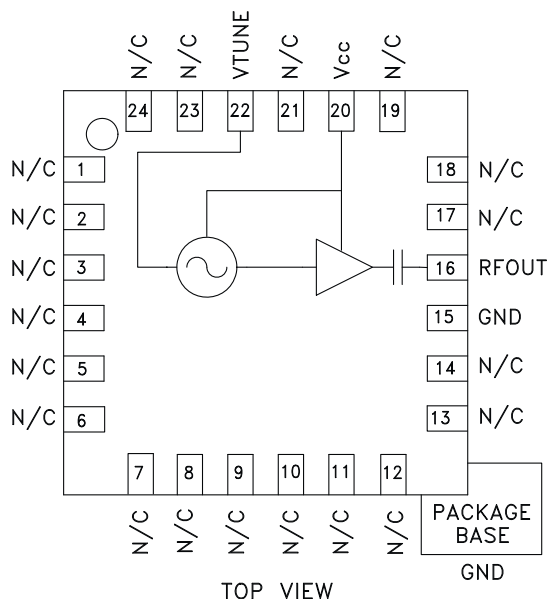 N/C N/C VTUNE N/C Vcc N/C
24 23 22 21 20 19
N/C 1
N/C 2
N/C 3
N/C 4
N/C 5
N/C 6
18 N/C
17 N/C
16 RFOUT
15 GND
14 N/C
13 N/C
7 8 9 10 11 12
N/C N/C N/C N/C N/C N/C
PACKAGE
BASE
GND
TOP VIEW